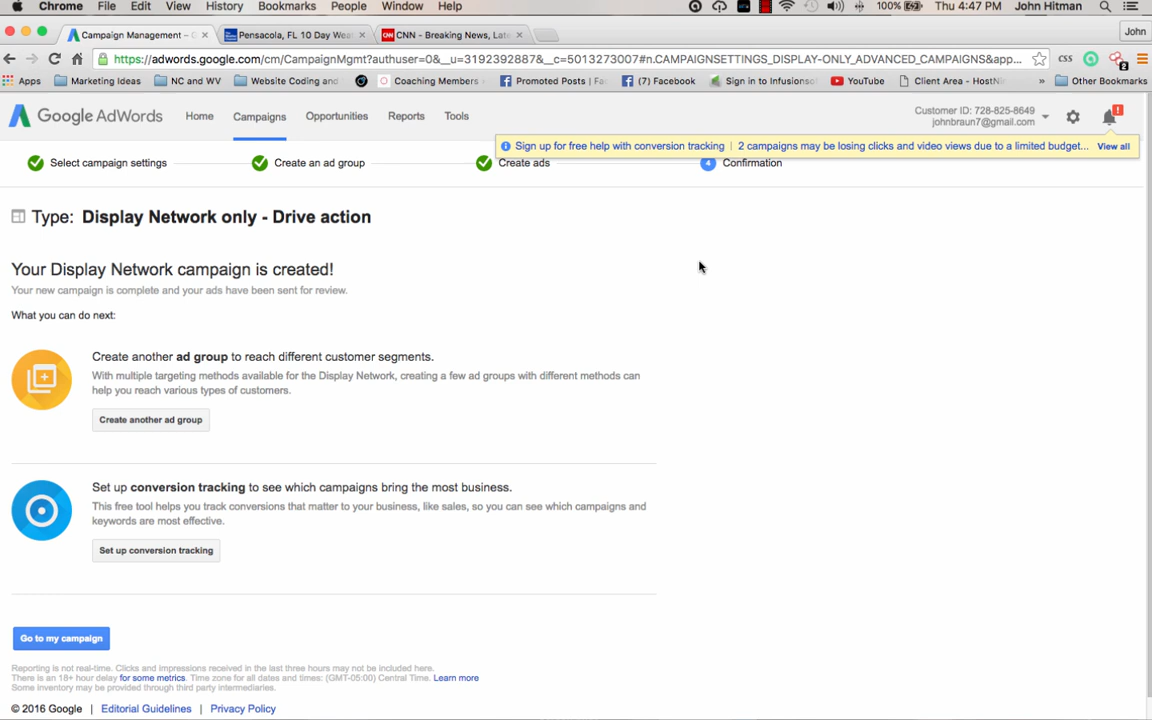 Chrome File Edit View History Bookmarks People Window Help 100% Thu 4:47 PM John Hitman
Campaign Management – Pensacola, FL 10 Day Wea CNN - Breaking News, Late John
https://adwords.google.com/cm/CampaignMgmt?authuser=0&__u=3192392887&__c=5013273007#n.CAMPAIGNSETTINGS_DISPLAY-ONLY_ADVANCED_CAMPAIGNS&app... CSS 2
Apps Marketing Ideas NC and WV Website Coding and Coaching Members Promoted Posts | Fa (7) Facebook Sign in to Infusionso YouTube Client Area - HostN » Other Bookmarks
Google AdWords Home Campaigns Opportunities Reports Tools
Customer ID: 728-825-8649
johnbraun7@gmail.com
!
Sign up for free help with conversion tracking | 2 campaigns may be losing clicks and video views due to a limited budget... View all
Select campaign settings Create an ad group Create ads 4 Confirmation
Type: Display Network only - Drive action
Your Display Network campaign is created!
Your new campaign is complete and your ads have been sent for review.
What you can do next:
Create another ad group to reach different customer segments.
With multiple targeting methods available for the Display Network, creating a few ad groups with different methods can
help you reach various types of customers.
Create another ad group
Set up conversion tracking to see which campaigns bring the most business.
This free tool helps you track conversions that matter to your business, like sales, so you can see which campaigns and
keywords are most effective.
Set up conversion tracking
Go to my campaign
Reporting is not real-time. Clicks and impressions received in the last three hours may not be included here.
There is an 18+ hour delay for some metrics. Time zone for all dates and times: (GMT-05:00) Central Time. Learn more
Some inventory may be provided through third party intermediaries.
© 2016 Google | Editorial Guidelines | Privacy Policy